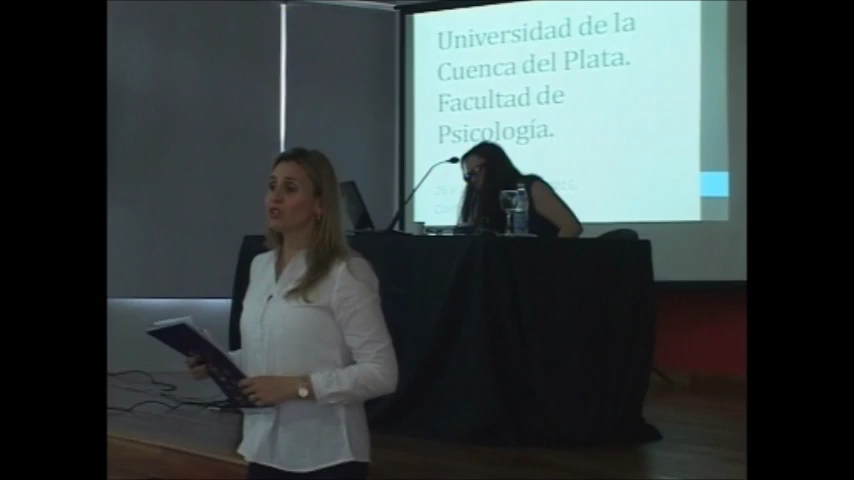 Universidad de la
Cuenca del Plata.
Facultad de
Psicología.